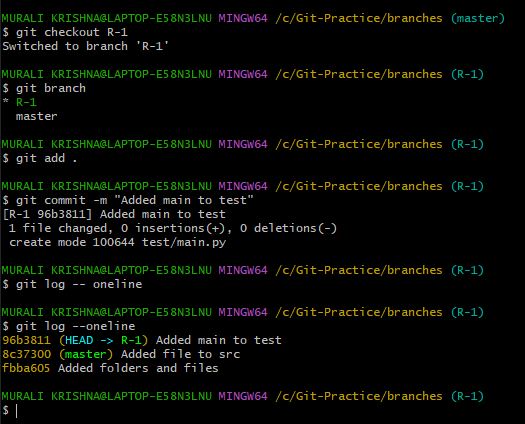 MURALI KRISHNA@LAPTOP-E58N3LNU MINGW64 /c/Git-Practice/branches (master)
$ git checkout R-1
Switched to branch 'R-1'
MURALI KRISHNA@LAPTOP-E58N3LNU MINGW64 /c/Git-Practice/branches (R-1)
$ git branch
* R-1
  master
MURALI KRISHNA@LAPTOP-E58N3LNU MINGW64 /c/Git-Practice/branches (R-1)
$ git add .
MURALI KRISHNA@LAPTOP-E58N3LNU MINGW64 /c/Git-Practice/branches (R-1)
$ git commit -m "Added main to test"
[R-1 96b3811] Added main to test
 1 file changed, 0 insertions(+), 0 deletions(-)
 create mode 100644 test/main.py
MURALI KRISHNA@LAPTOP-E58N3LNU MINGW64 /c/Git-Practice/branches (R-1)
$ git log -- oneline
MURALI KRISHNA@LAPTOP-E58N3LNU MINGW64 /c/Git-Practice/branches (R-1)
$ git log --oneline
96b3811 (HEAD -> R-1) Added main to test
8c37300 (master) Added file to src
fbba605 Added folders and files
MURALI KRISHNA@LAPTOP-E58N3LNU MINGW64 /c/Git-Practice/branches (R-1)
$